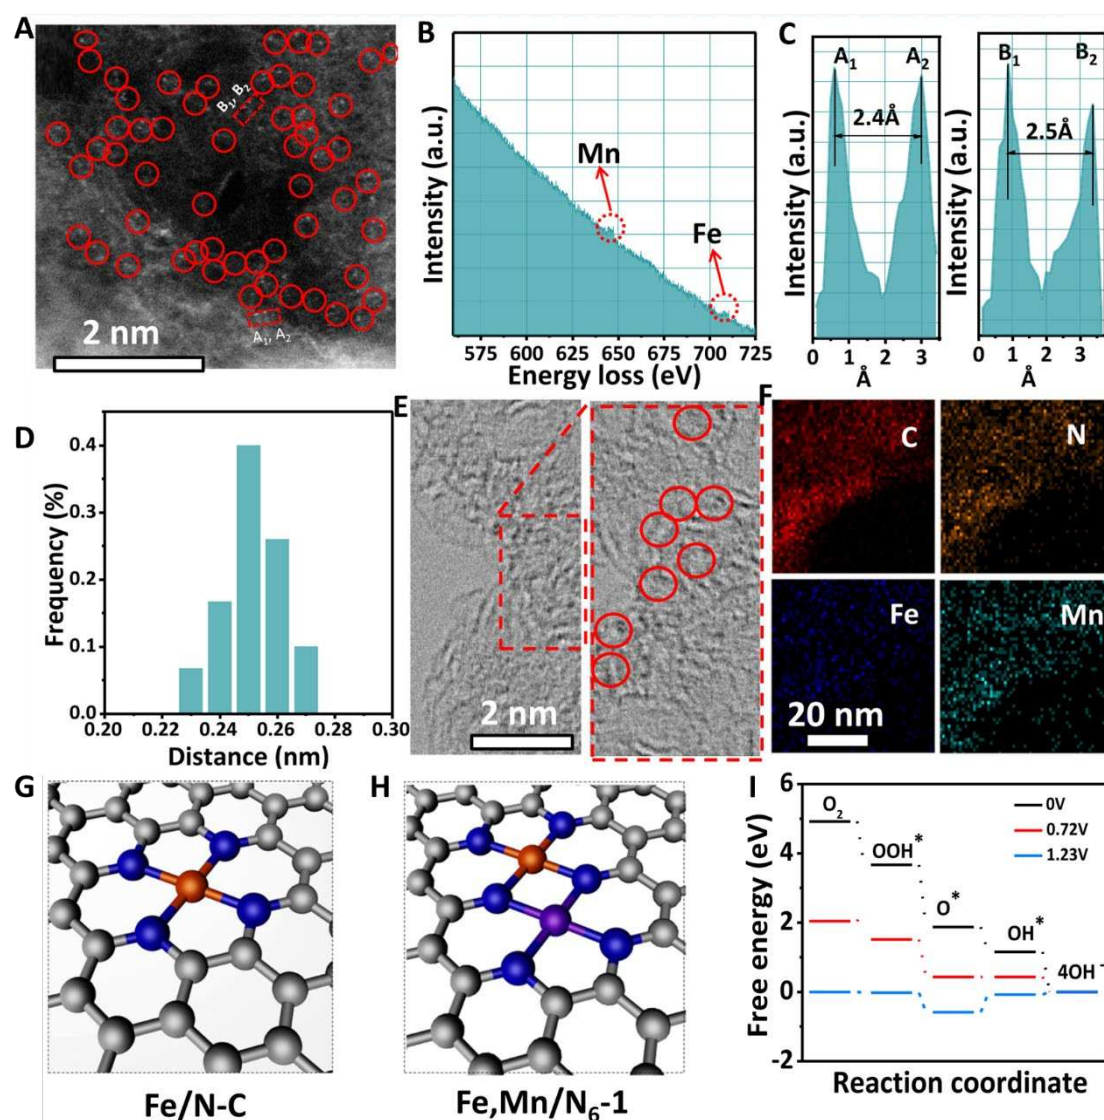 A
B₁, B₂
A₁, A₂
2 nm
B
Intensity (a.u.)
Mn
Fe
575 600 625 650 675 700 725
Energy loss (eV)
C
Intensity (a.u.)
A₁ A₂
2.4Å
0 1 2 3
Å
Intensity (a.u.)
B₁ B₂
2.5Å
0 1 2 3
Å
D
Frequency (%)
0.4
0.3
0.2
0.1
0.0
0.20 0.22 0.24 0.26 0.28 0.30
Distance (nm)
E
2 nm
F
C
N
Fe
20 nm
Mn
G
Fe/N-C
H
Fe,Mn/N₆-1
I
Free energy (eV)
6
4
2
0
-2
O₂
OOH*
O*
OH*
4OH⁻
0V
0.72V
1.23V
Reaction coordinate